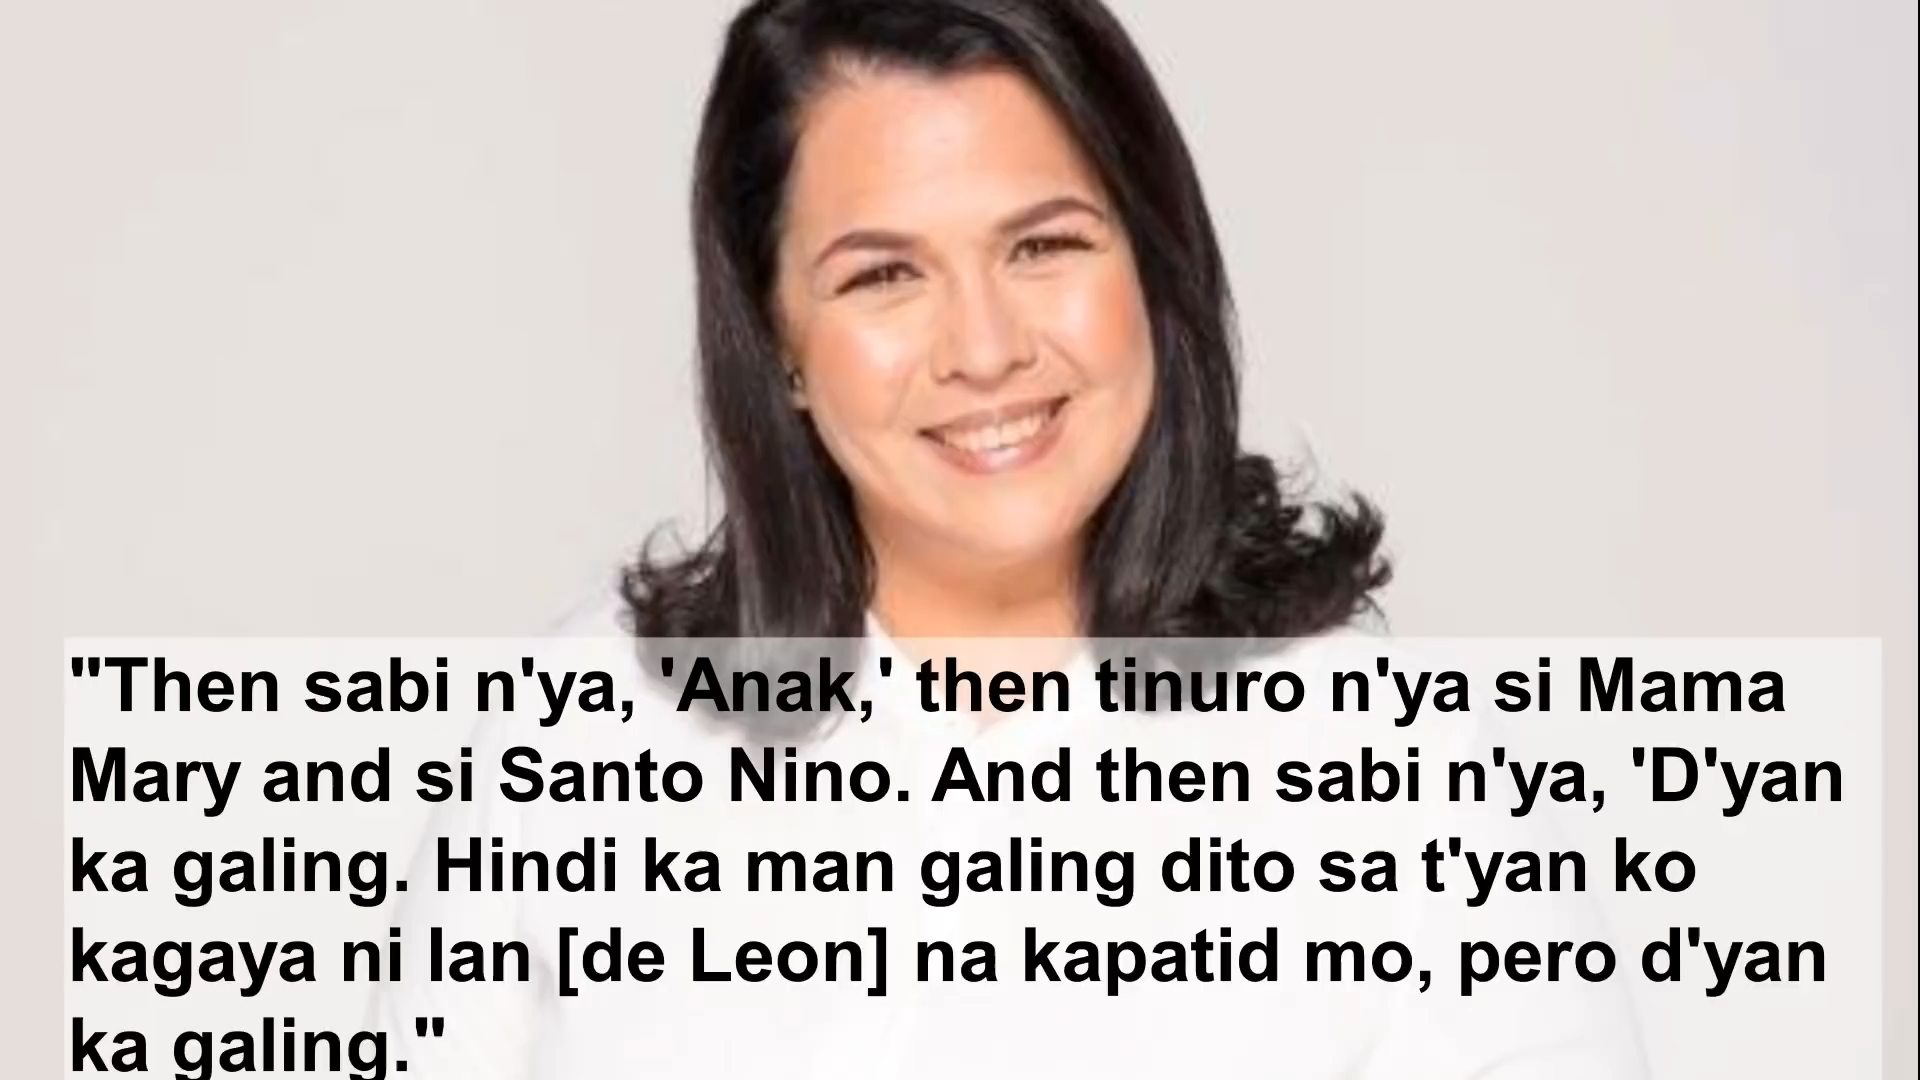 "Then sabi n'ya, 'Anak,' then tinuro n'ya si Mama
Mary and si Santo Nino. And then sabi n'ya, 'D'yan
ka galing. Hindi ka man galing dito sa t'yan ko
kagaya ni Ian [de Leon] na kapatid mo, pero d'yan
ka galing."